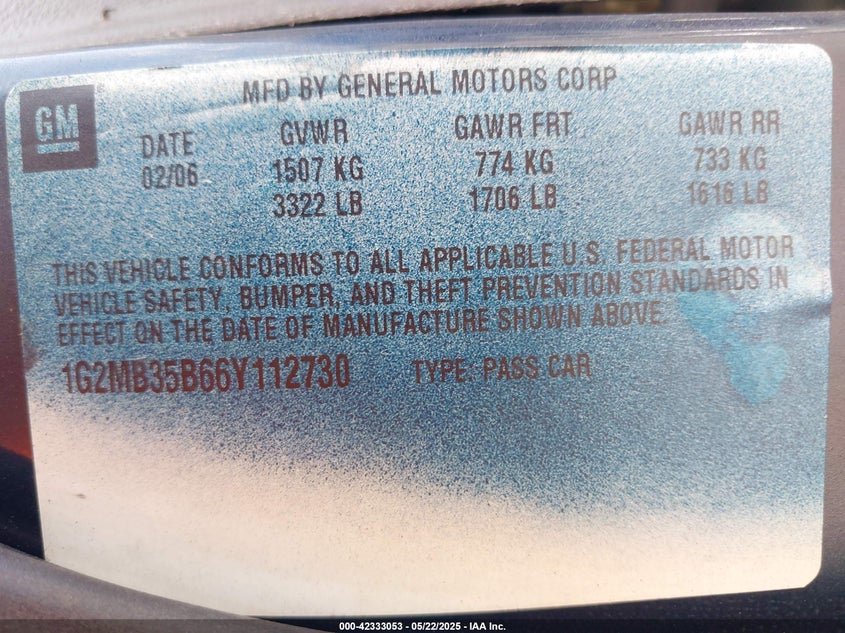 MFD BY GENERAL MOTORS CORP
GM
DATE GVWR GAWR FRT GAWR RR
02/06 1507 KG 774 KG 733 KG
3322 LB 1706 LB 1616 LB
THIS VEHICLE CONFORMS TO ALL APPLICABLE U.S. FEDERAL MOTOR
VEHICLE SAFETY, BUMPER, AND THEFT PREVENTION STANDARDS IN
EFFECT ON THE DATE OF MANUFACTURE SHOWN ABOVE.
1G2MB35B66Y112730 TYPE: PASS CAR
000-42333053 - 05/22/2025 - IAA Inc.